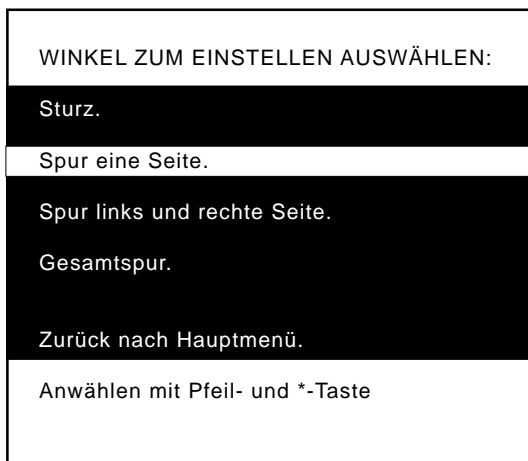 WINKEL ZUM EINSTELLEN AUSWÄHLEN:
Sturz.
Spur eine Seite.
Spur links und rechte Seite.
Gesamtspur.
Zurück nach Hauptmenü.
Anwählen mit Pfeil- und *-Taste